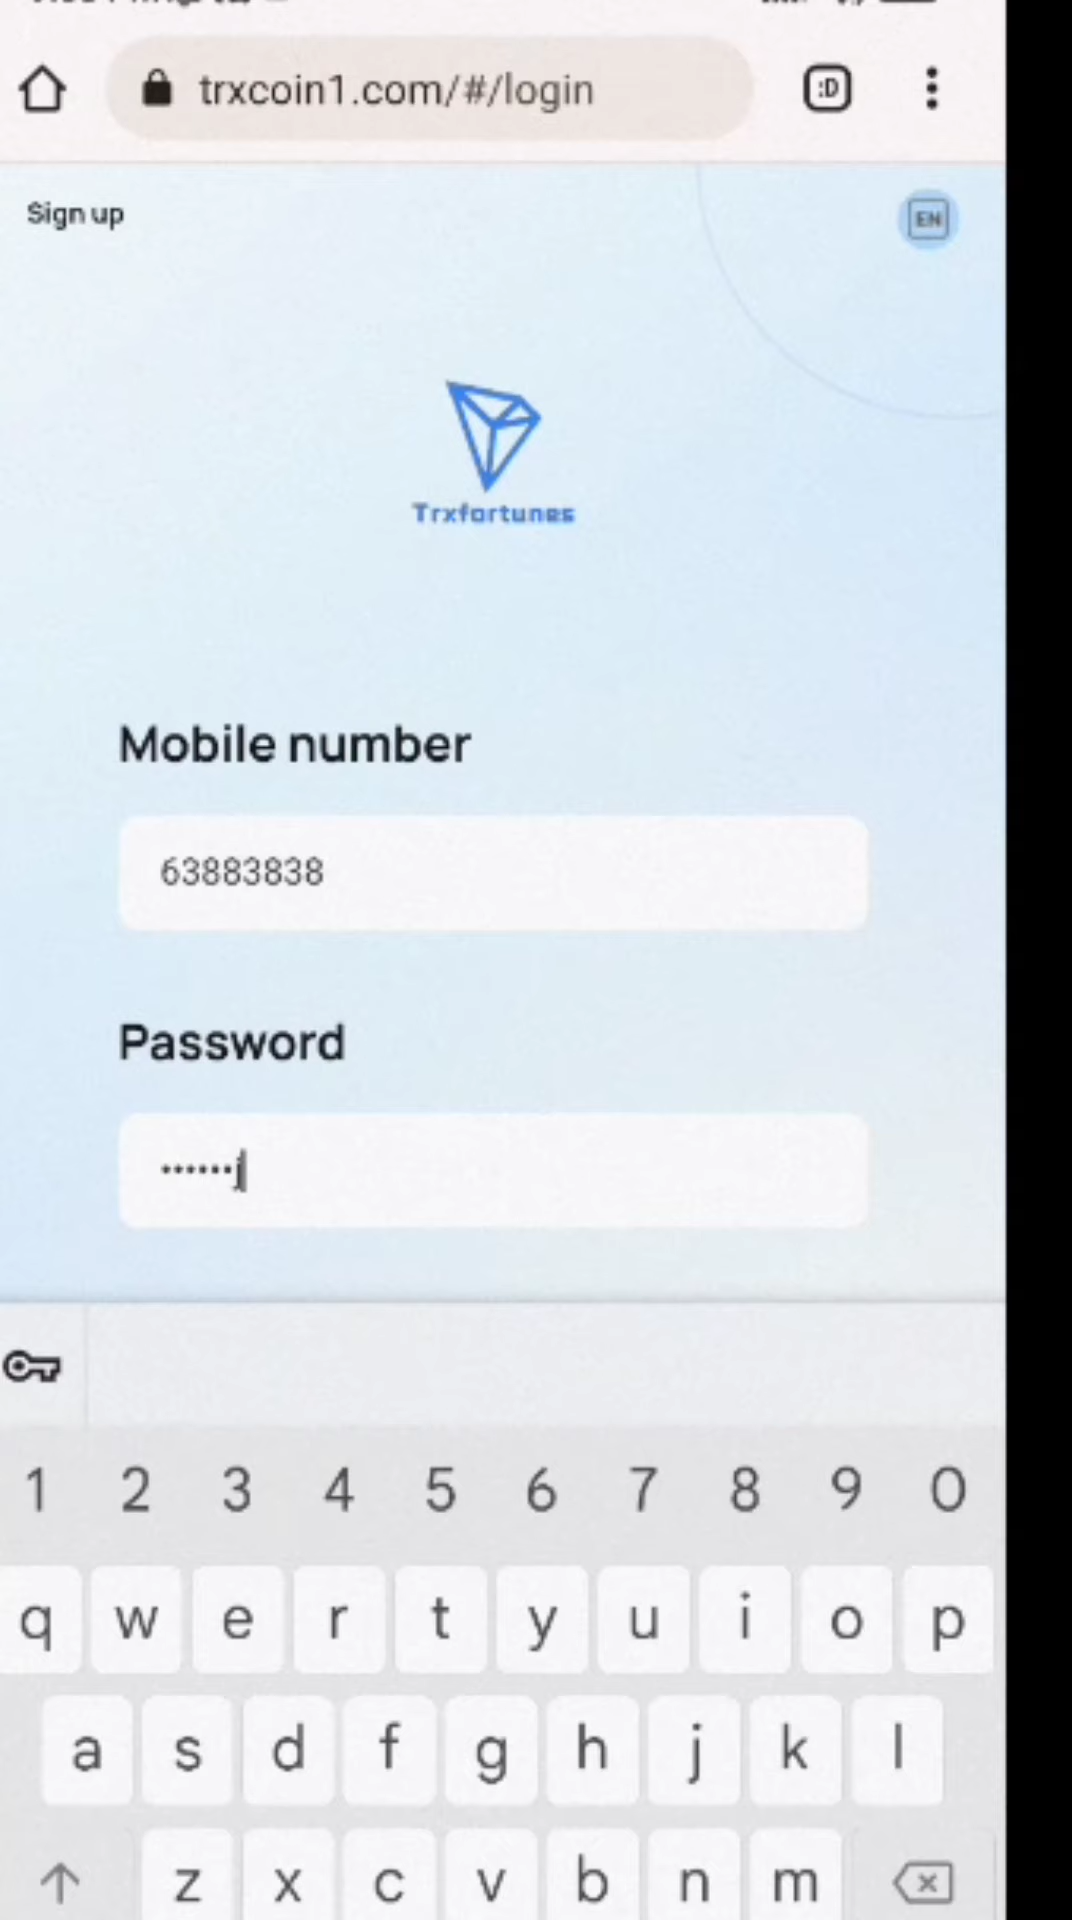 trxcoin1.com/#/login
:D
Sign up
EN
Trxfortunes
Mobile number
63883838
Password
••••••j
1 2 3 4 5 6 7 8 9 0
q w e r t y u i o p
a s d f g h j k l
z x c v b n m